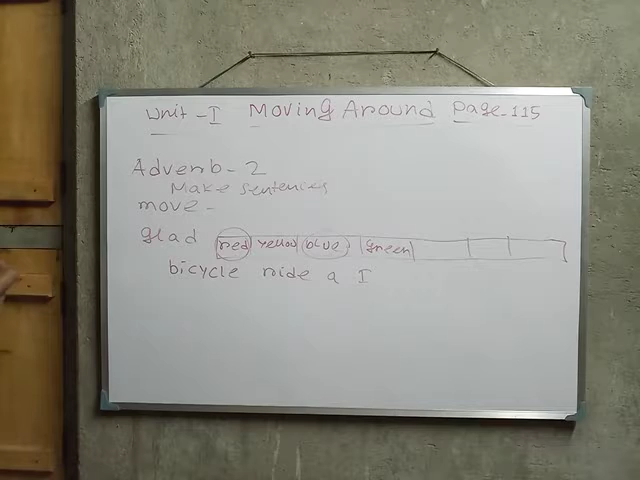 Unit - I Moving Around Page-115
Adverb - 2
Make sentences
move -
glad red yellow blue green
bicycle ride a I